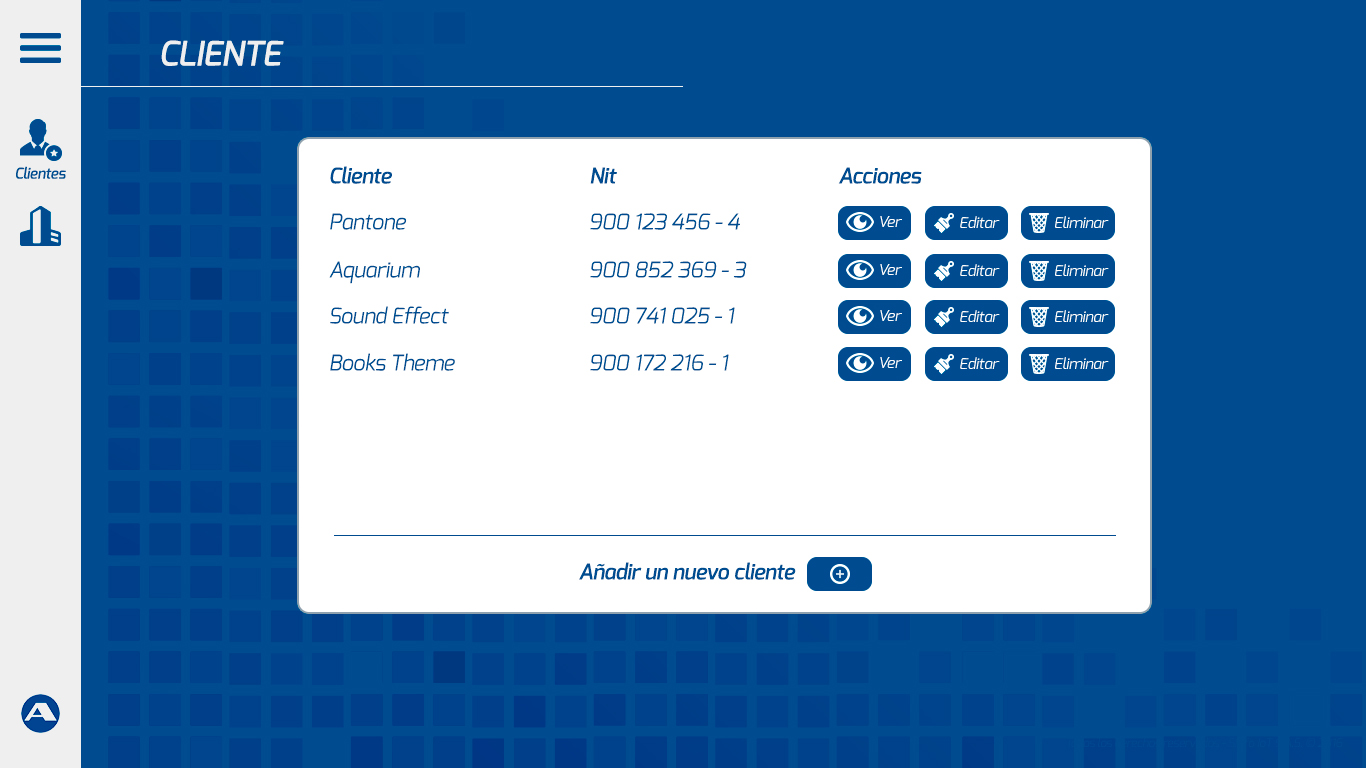 CLIENTE
Clientes
Cliente Nit Acciones
Pantone 900 123 456 - 4 Ver Editar Eliminar
Aquarium 900 852 369 - 3 Ver Editar Eliminar
Sound Effect 900 741 025 - 1 Ver Editar Eliminar
Books Theme 900 172 216 - 1 Ver Editar Eliminar
Añadir un nuevo cliente